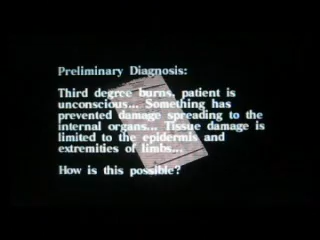 Preliminary Diagnosis:
Third degree burns, patient is
unconscious... Something has
prevented damage spreading to the
internal organs... Tissue damage is
limited to the epidermis and
extremities of limbs...
How is this possible?